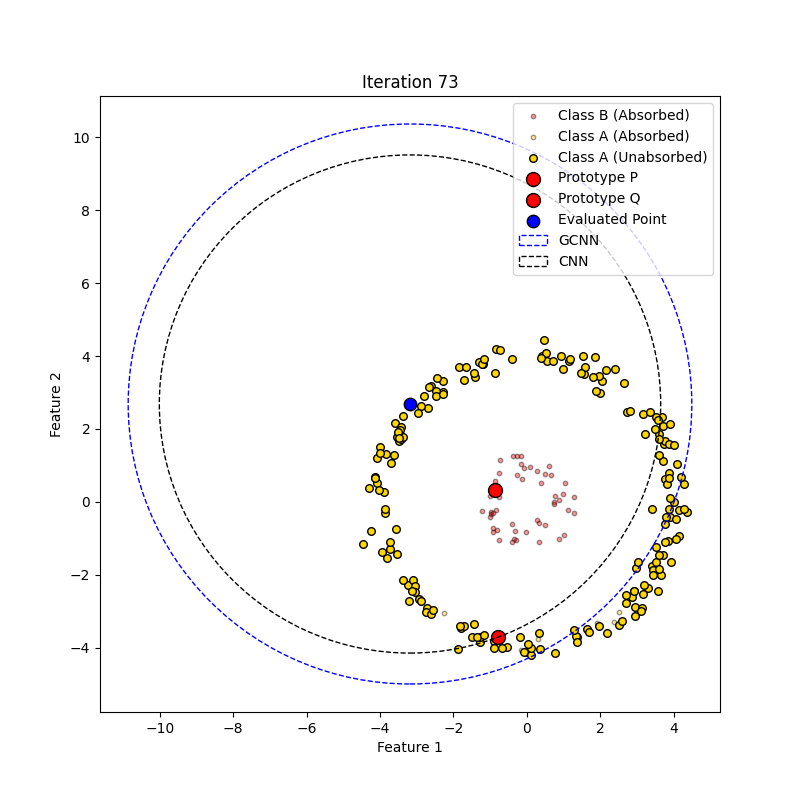 Iteration 73
Class B (Absorbed)
Class A (Absorbed)
Class A (Unabsorbed)
Prototype P
Prototype Q
Evaluated Point
GCNN
CNN
10
8
6
4
2
0
−2
−4
Feature 2
−10
−8
−6
−4
−2
0
2
4
Feature 1